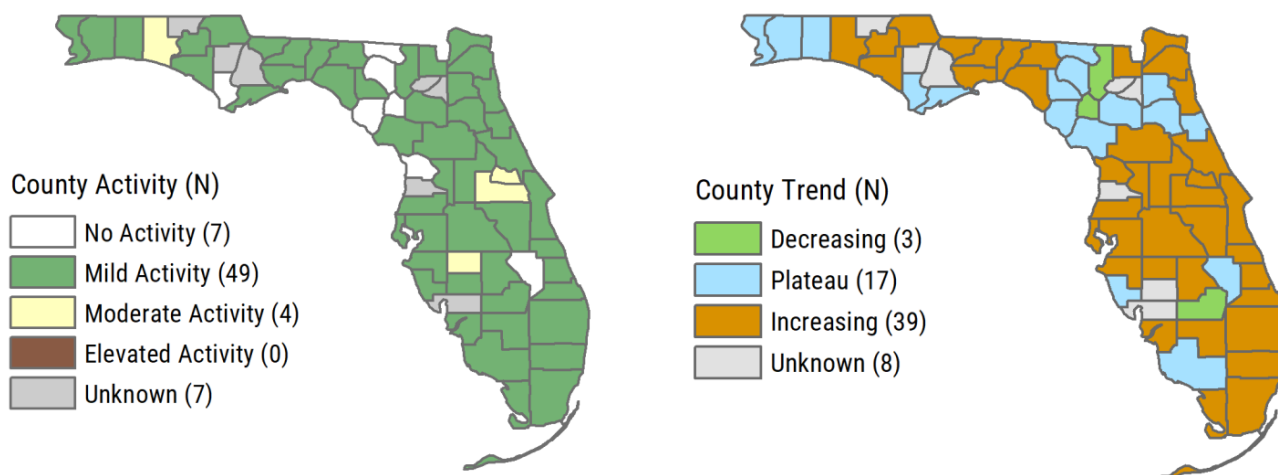 County Activity (N)
No Activity (7)
Mild Activity (49)
Moderate Activity (4)
Elevated Activity (0)
Unknown (7)
County Trend (N)
Decreasing (3)
Plateau (17)
Increasing (39)
Unknown (8)